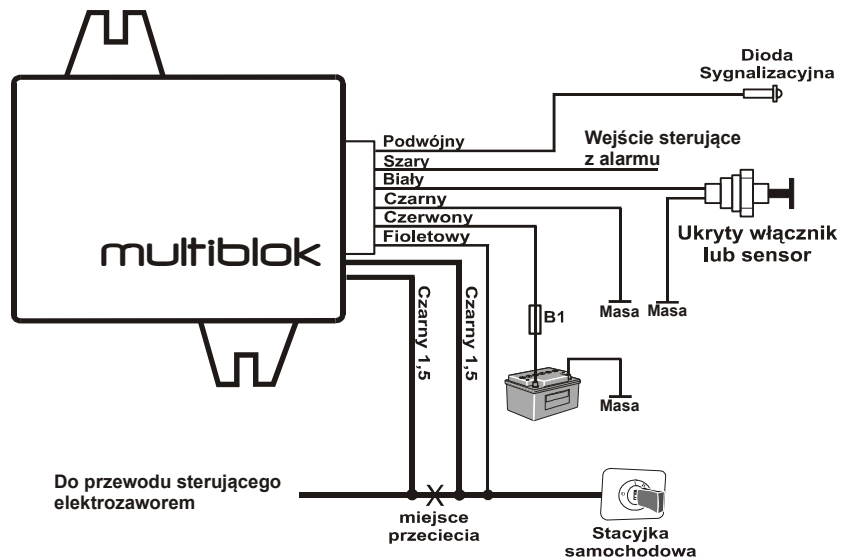 Dioda
Sygnalizacyjna
Podwójny
Szary
Biały
Czarny
Czerwony
Fioletowy
Wejście sterujące
z alarmu
Ukryty włącznik
lub sensor
multiblok
Czarny 1,5
Czarny 1,5
B1
Masa
Masa
Masa
Do przewodu sterującego
elektrozaworem
miejsce
przeciecia
Stacyjka
samochodowa